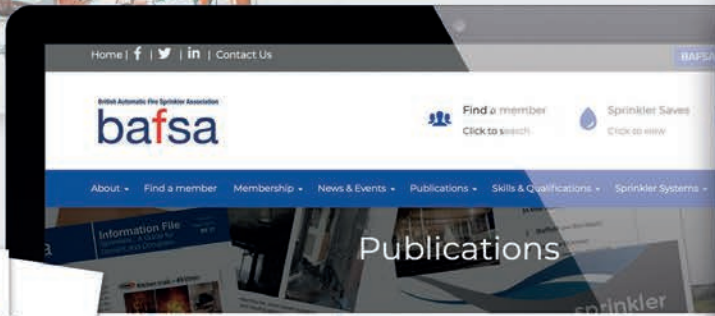 Home | f | | in | Contact Us
BAFSA
British Automatic Fire Sprinkler Association
bafsa
Find a member
Click to search
Sprinkler Saves
Click to view
About Find a member Membership News & Events Publications Skills & Qualifications Sprinkler Systems
Information File
Publications
sprinkler